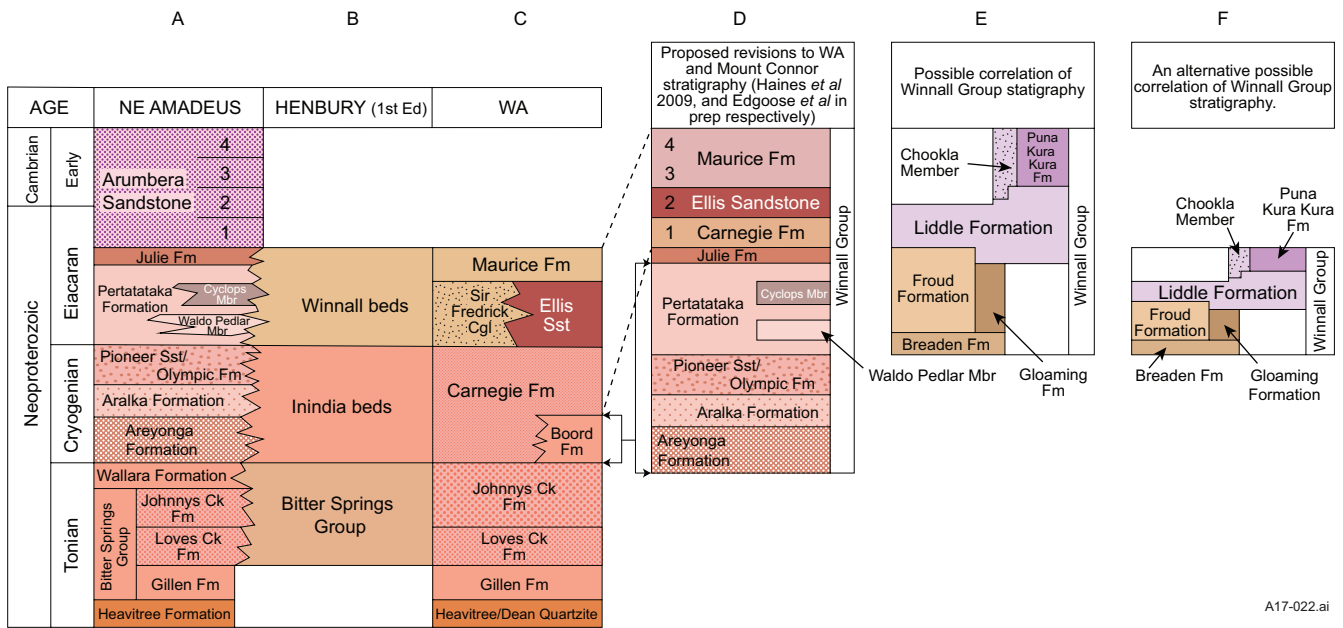 A
B
C
D
E
F
AGE
NE AMADEUS
HENBURY (1st Ed)
WA
Proposed revisions to WA
and Mount Connor
stratigraphy (Haines et al
2009, and Edgoose et al in
prep respectively)
Possible correlation of
Winnall Group statigraphy
An alternative possible
correlation of Winnall Group
stratigraphy.
Cambrian
Early
Neoproterozoic
Eiacaran
Cryogenian
Tonian
Arumbera
Sandstone
4
3
2
1
Julie Fm
Pertatataka
Formation
Cyclops
Mbr
Waldo Pedlar
Mbr
Pioneer Sst/
Olympic Fm
Aralka Formation
Areyonga
Formation
Wallara Formation
Bitter Springs
Group
Johnnys Ck
Fm
Loves Ck
Fm
Gillen Fm
Heavitree Formation
Winnall beds
Inindia beds
Bitter Springs
Group
Maurice Fm
Sir
Fredrick
Cgl
Ellis
Sst
Carnegie Fm
Boord
Fm
Johnnys Ck
Fm
Loves Ck
Fm
Gillen Fm
Heavitree/Dean Quartzite
4
3
Maurice Fm
2
Ellis Sandstone
1
Carnegie Fm
Julie Fm
Pertatataka
Formation
Cyclops Mbr
Waldo Pedlar Mbr
Pioneer Sst/
Olympic Fm
Aralka Formation
Areyonga
Formation
Winnall Group
Chookla
Member
Puna
Kura
Kura
Fm
Liddle Formation
Froud
Formation
Breaden Fm
Gloaming
Fm
Winnall Group
Chookla
Member
Puna
Kura Kura
Fm
Liddle Formation
Froud
Formation
Breaden Fm
Gloaming
Formation
Winnall Group
A17-022.ai